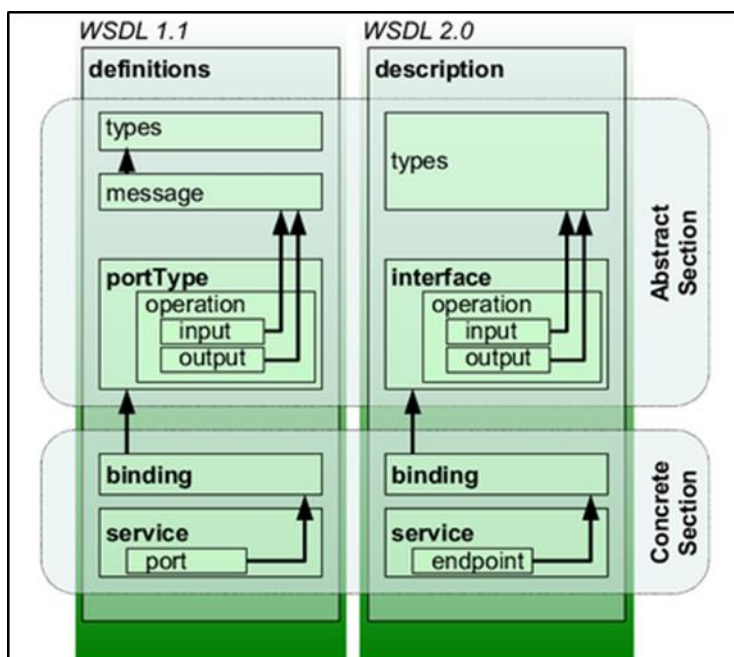 WSDL 1.1
definitions
types
message
portType
operation
input
output
binding
service
port
WSDL 2.0
description
types
interface
operation
input
output
binding
service
endpoint
Abstract
Section
Concrete
Section